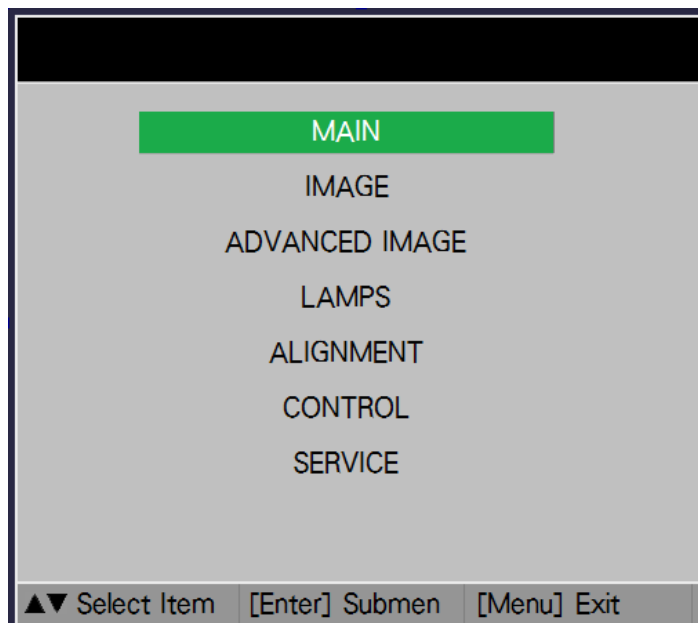 MAIN
IMAGE
ADVANCED IMAGE
LAMPS
ALIGNMENT
CONTROL
SERVICE
▲▼ Select Item [Enter] Submen [Menu] Exit